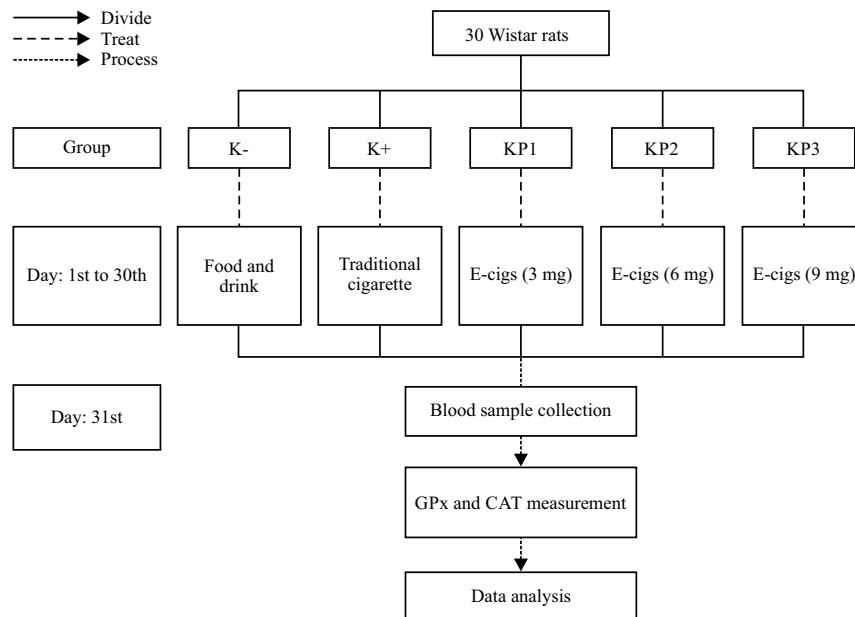 Divide
Treat
Process
30 Wistar rats
Group
K-
K+
KP1
KP2
KP3
Day: 1st to 30th
Food and
drink
Traditional
cigarette
E-cigs (3 mg)
E-cigs (6 mg)
E-cigs (9 mg)
Day: 31st
Blood sample collection
GPx and CAT measurement
Data analysis